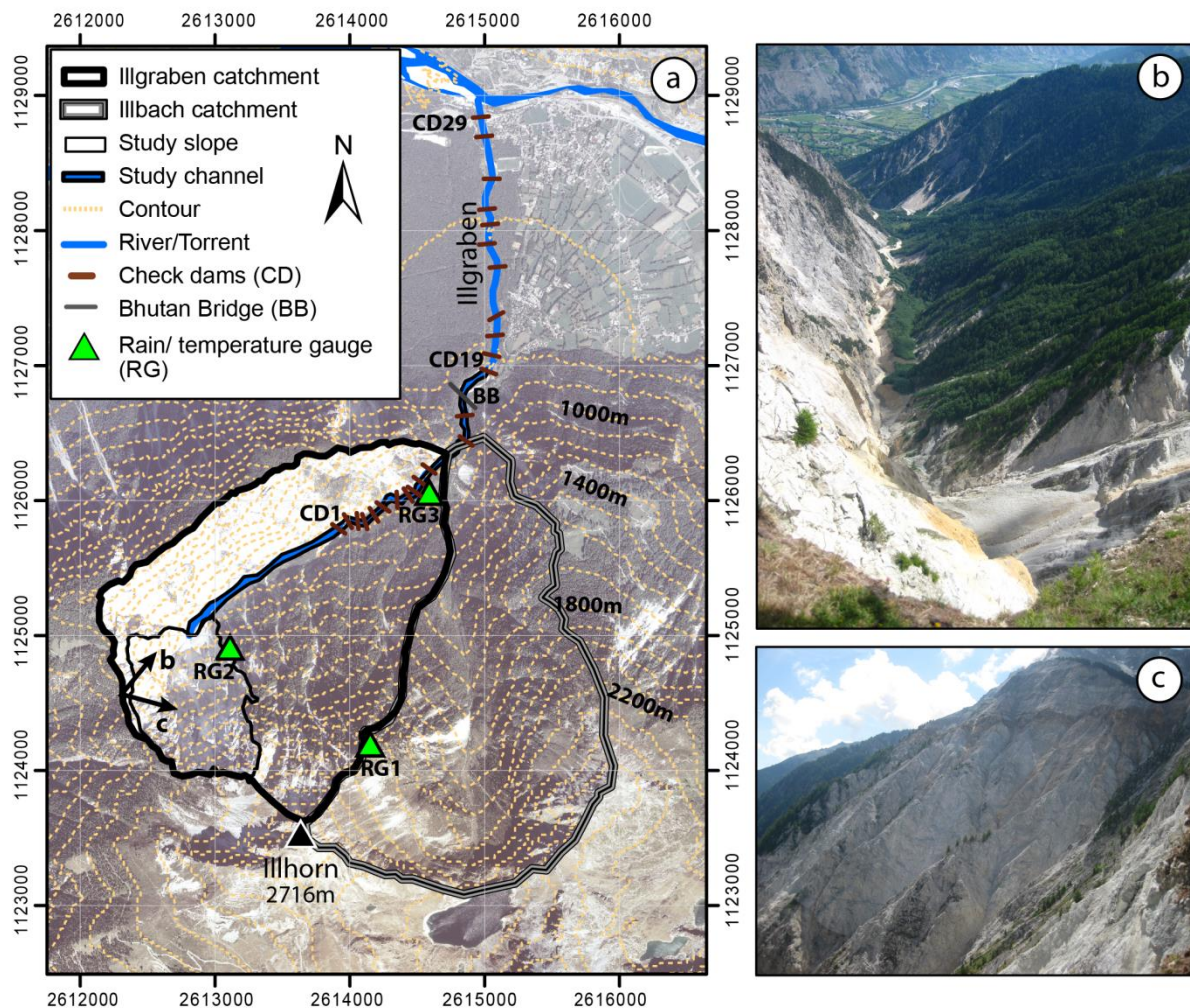 2612000 2613000 2614000 2615000 2616000
Illgraben catchment
Illbach catchment
Study slope
Study channel
Contour
River/Torrent
Check dams (CD)
Bhutan Bridge (BB)
Rain/ temperature gauge
(RG)
N
a
CD29
Illgraben
CD19
BB
1000m
1400m
CD1
RG3
1800m
b
RG2
c
2200m
RG1
Illhorn
2716m
1129000
1128000
1127000
1126000
1125000
1124000
1123000
1129000
1128000
1127000
1126000
1125000
1124000
1123000
2612000 2613000 2614000 2615000 2616000
b
c